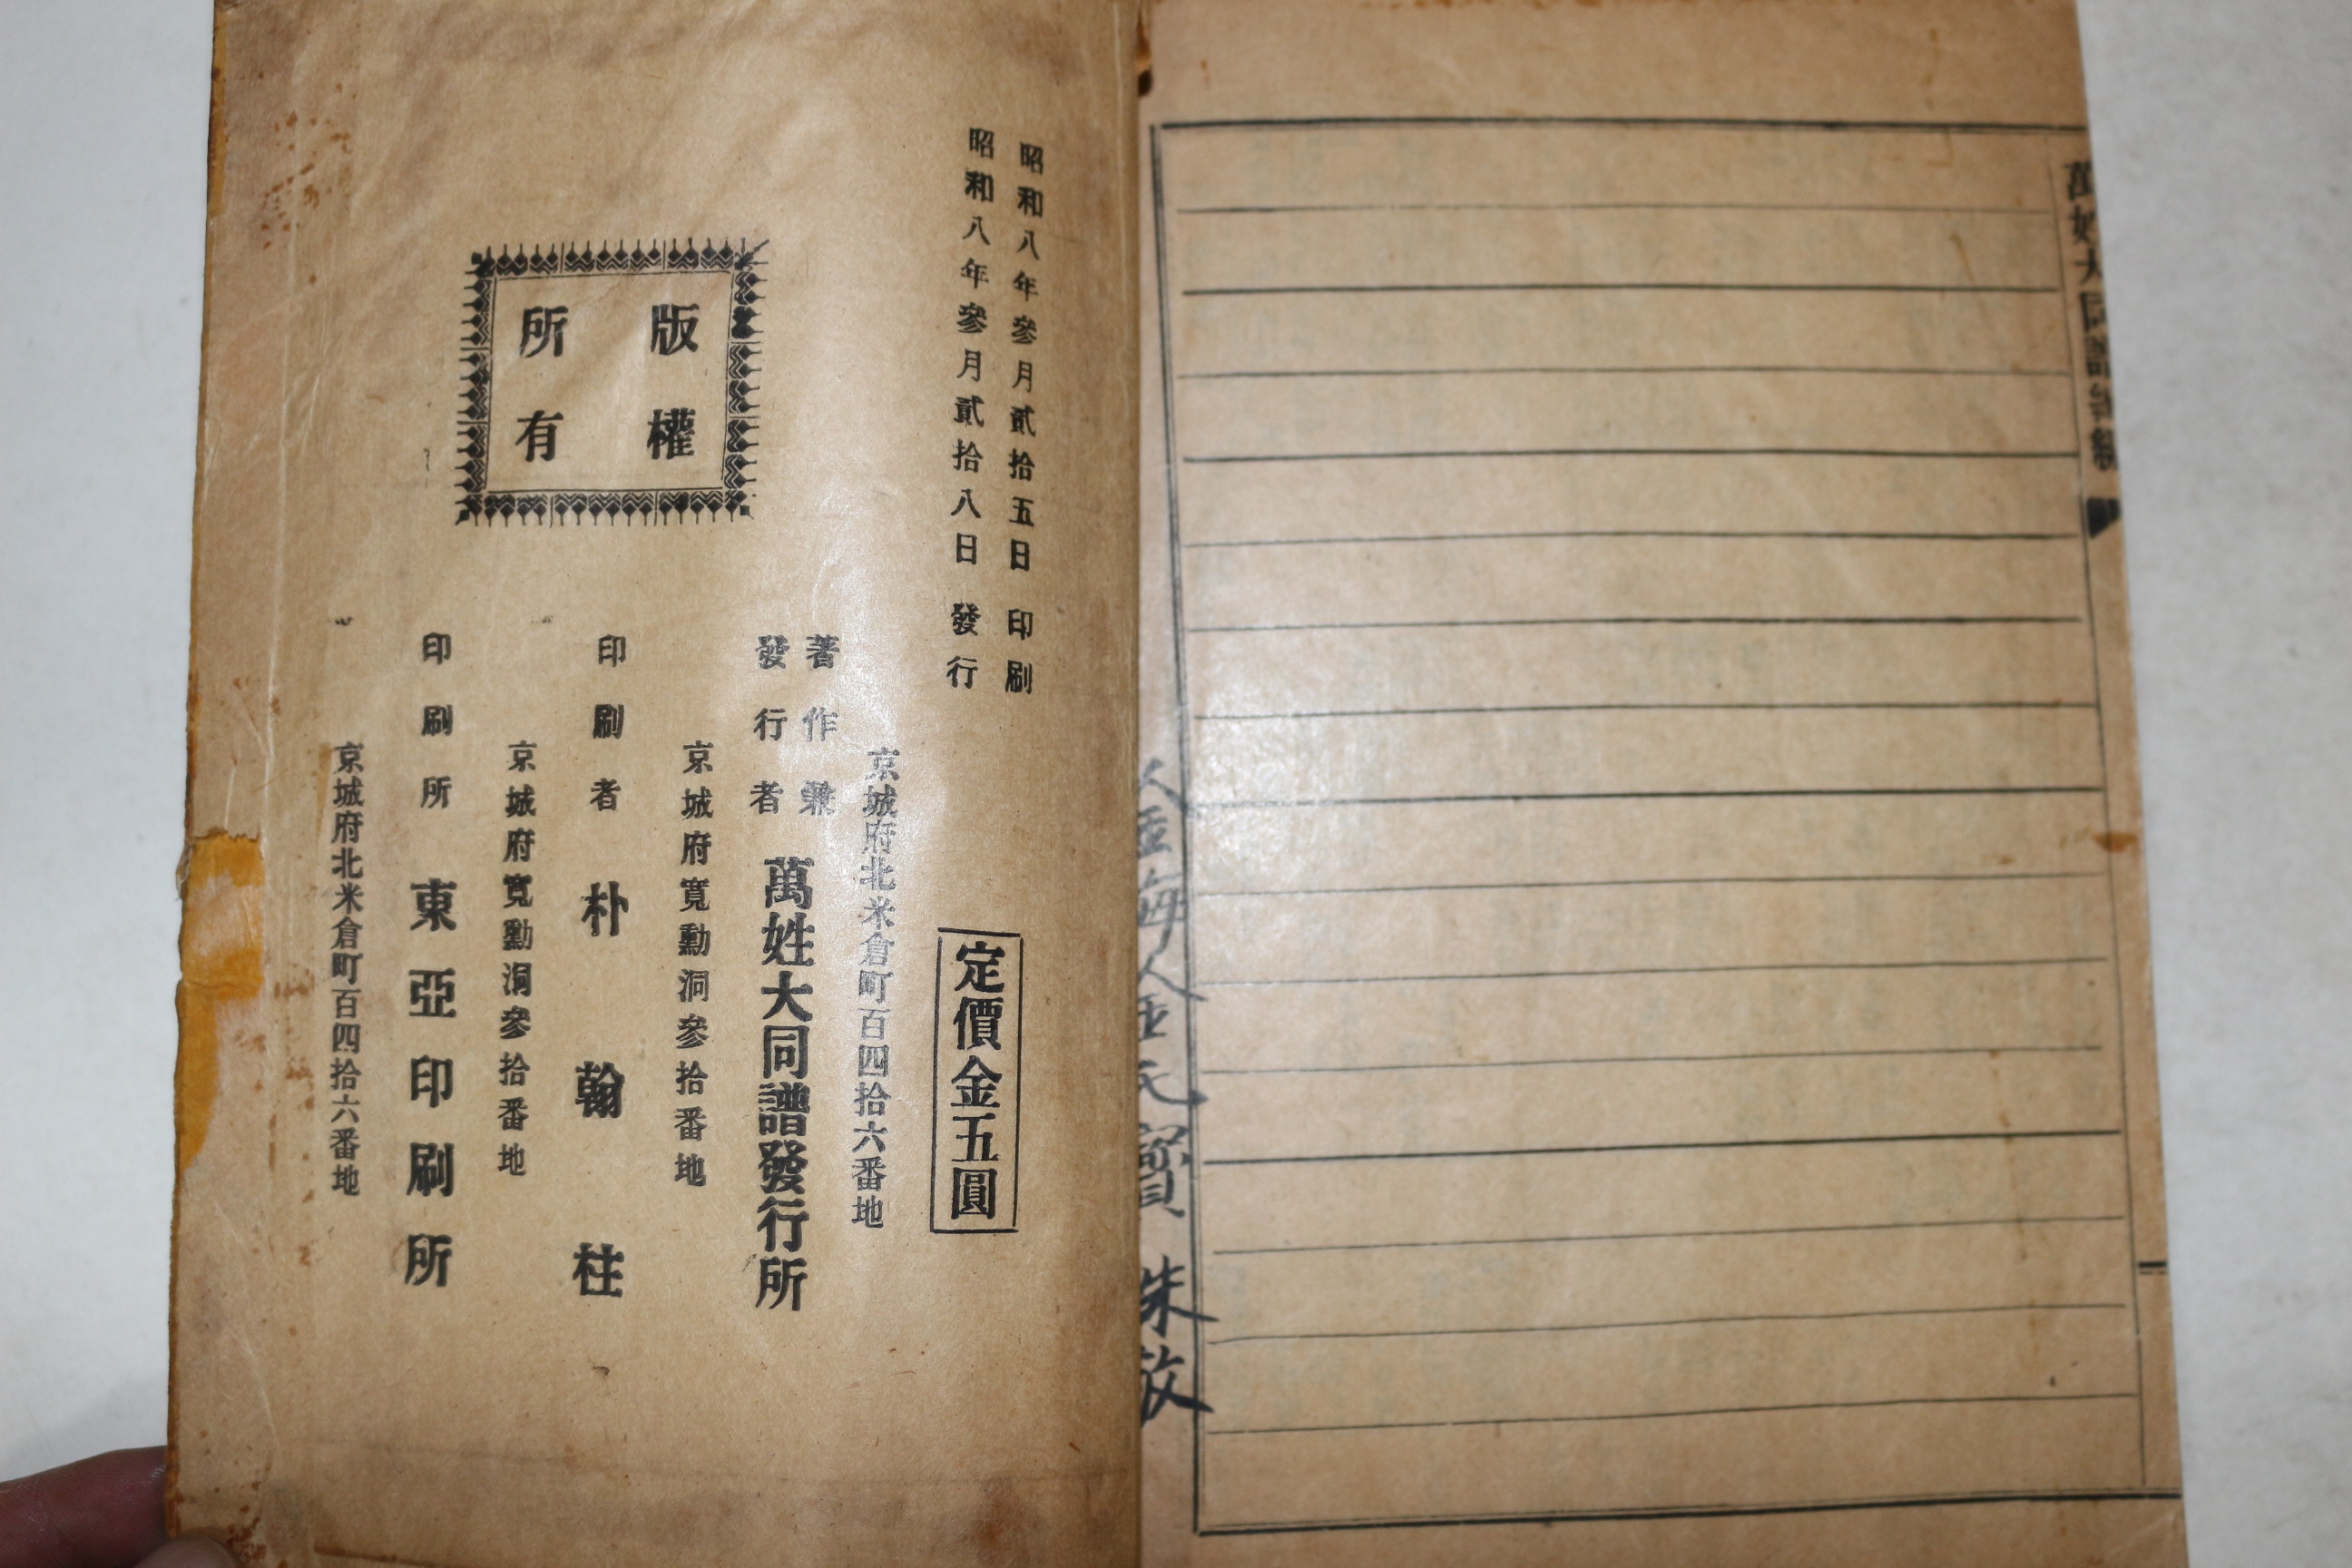 萬姓大同譜
昭和八年參月貳拾五日 印刷
昭和八年參月貳拾八日 發行
定價金五圓
京城府北米倉町百四拾六番地
著作兼
發行者 萬姓大同譜發行所
京城府寬勳洞參拾番地
印刷者 朴翰柱
京城府寬勳洞參拾番地
印刷所 東亞印刷所
京城府北米倉町百四拾六番地
版權
所有